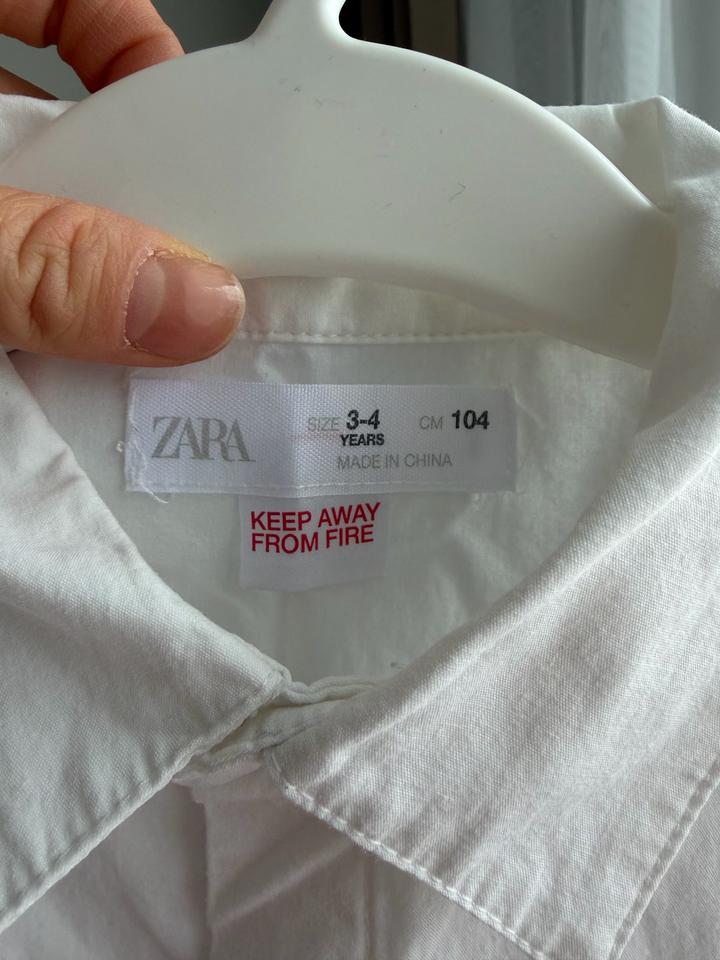 ZARA
SIZE 3-4 CM 104
YEARS
MADE IN CHINA
KEEP AWAY
FROM FIRE